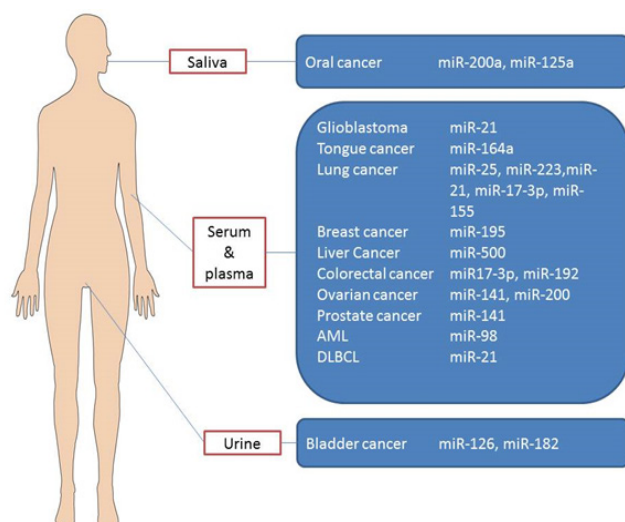 Saliva
Oral cancer miR-200a, miR-125a
Serum
&
plasma
Glioblastoma miR-21
Tongue cancer miR-164a
Lung cancer miR-25, miR-223,miR-
21, miR-17-3p, miR-
155
Breast cancer miR-195
Liver Cancer miR-500
Colorectal cancer miR17-3p, miR-192
Ovarian cancer miR-141, miR-200
Prostate cancer miR-141
AML miR-98
DLBCL miR-21
Urine
Bladder cancer miR-126, miR-182